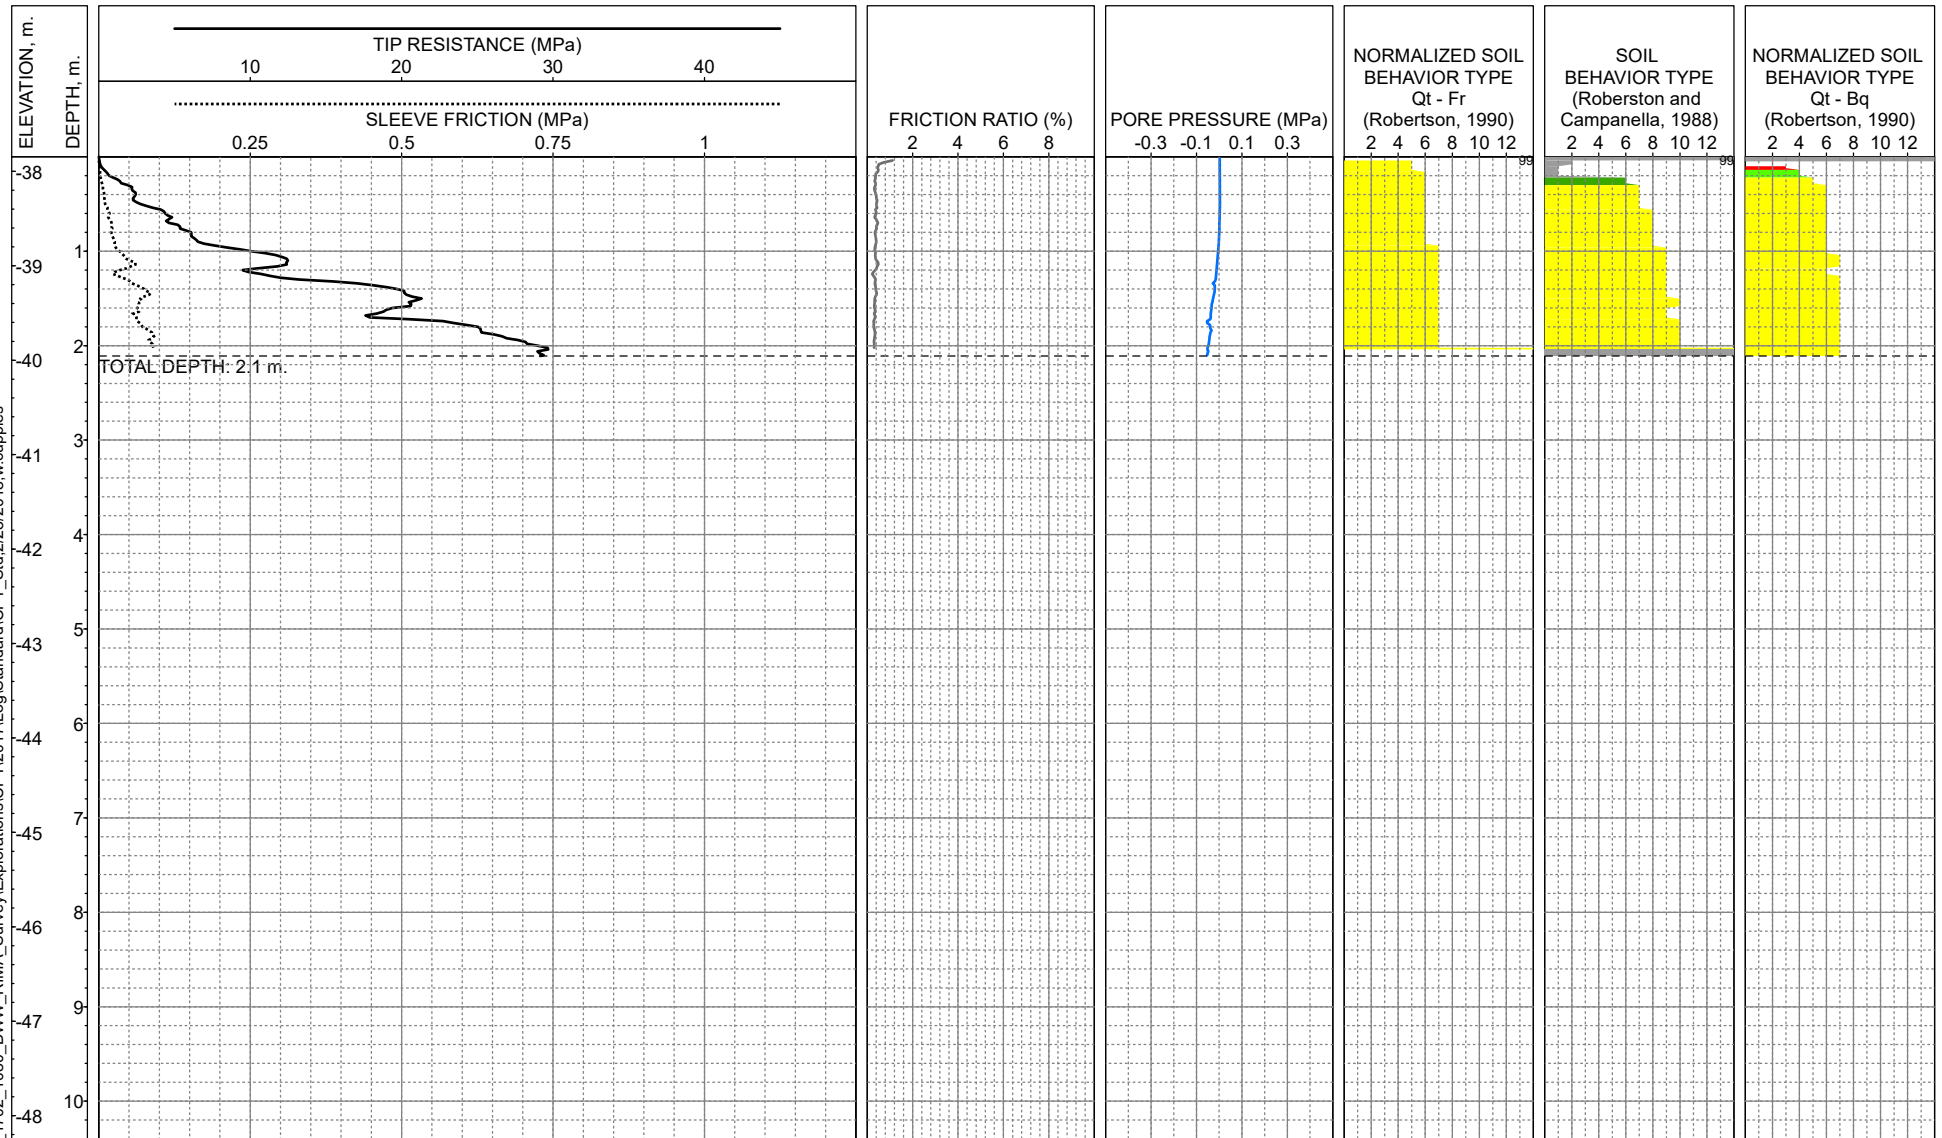 ELEVATION, m.
DEPTH, m.
TIP RESISTANCE (MPa)
10 20 30 40
SLEEVE FRICTION (MPa)
0.25 0.5 0.75 1
FRICTION RATIO (%)
2 4 6 8
PORE PRESSURE (MPa)
-0.3 -0.1 0.1 0.3
NORMALIZED SOIL
BEHAVIOR TYPE
Qt - Fr
(Robertson, 1990)
2 4 6 8 10 12
99
SOIL
BEHAVIOR TYPE
(Roberston and
Campanella, 1988)
2 4 6 8 10 12
99
NORMALIZED SOIL
BEHAVIOR TYPE
Qt - Bq
(Robertson, 1990)
2 4 6 8 10 12
-38
1
-39
2
-40
TOTAL DEPTH: 2.1 m.
3
-41
4
-42
5
-43
6
-44
7
-45
8
-46
9
-47
10
-48